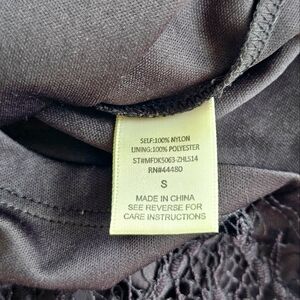 SELF:100% NYLON
LINING:100% POLYESTER
ST#MFDK5063-ZHLS14
RN#44480
S
MADE IN CHINA
SEE REVERSE FOR
CARE INSTRUCTIONS